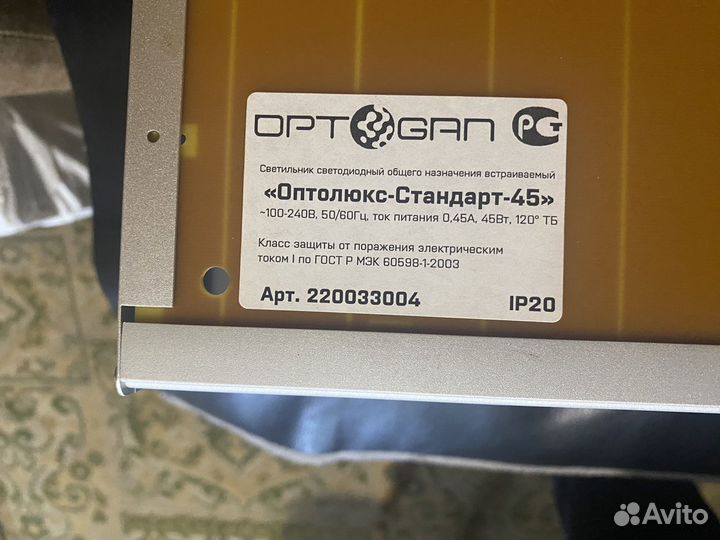 OPTOGAN
РСТ
Светильник светодиодный общего назначения встраиваемый
«Оптолюкс-Стандарт-45»
~100-240В, 50/60Гц, ток питания 0,45А, 45Вт, 120° ТБ
Класс защиты от поражения электрическим
током I по ГОСТ Р МЭК 60598-1-2003
Арт. 220033004 IP20
Avito